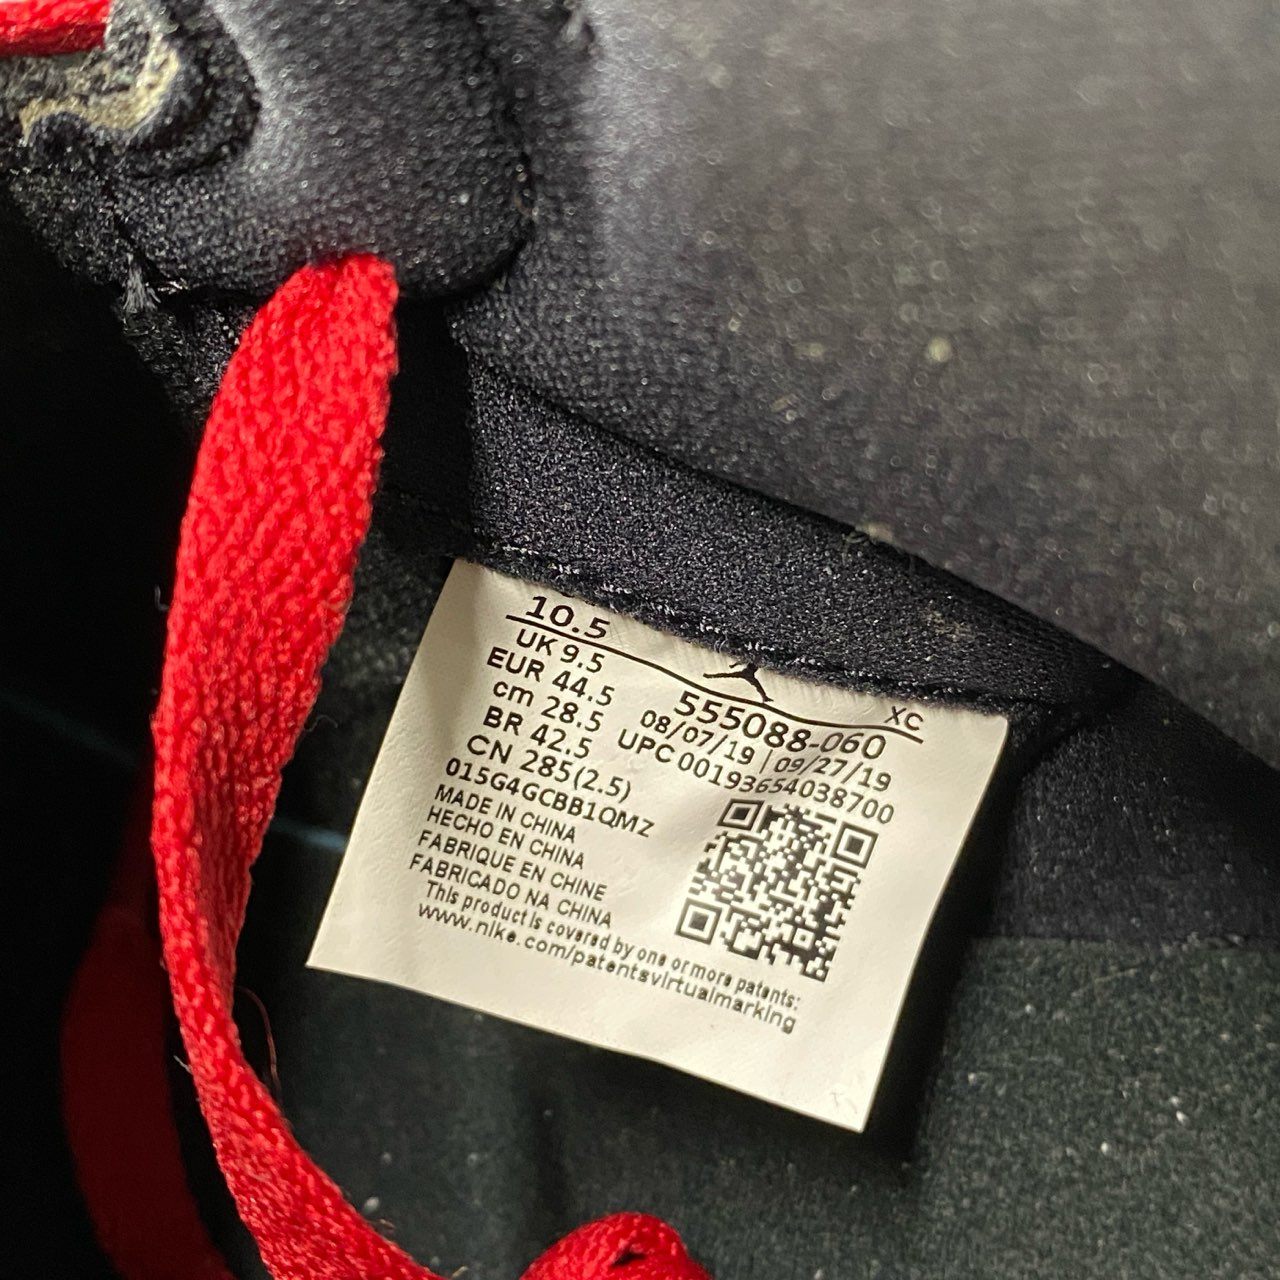 10.5
UK 9.5
EUR 44.5
cm 28.5
BR 42.5
CN 285(2.5)
015G4GCBB1QMZ
XC
555088-060
08/07/19 | 09/27/19
UPC 00193654038700
MADE IN CHINA
HECHO EN CHINA
FABRIQUE EN CHINE
FABRICADO NA CHINA
This product is covered by one or more patents:
www.nike.com/patentsvirtualmarking